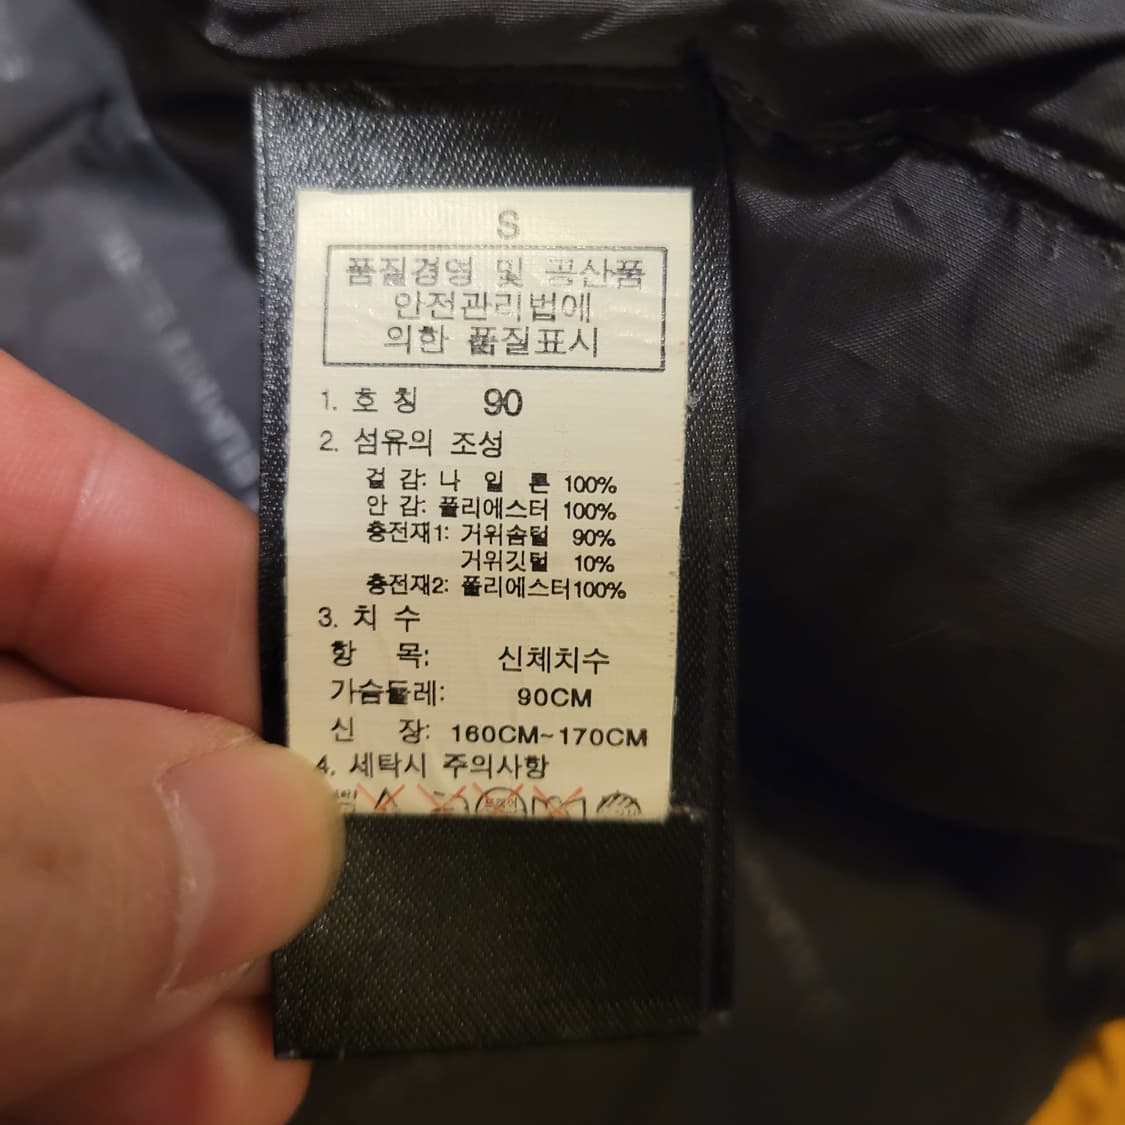 S
품질경영 및 공산품
안전관리법에
의한 품질표시
1. 호 칭 90
2. 섬유의 조성
겉 감: 나 일 론 100%
안 감: 폴리에스터 100%
충전재1: 거위솜털 90%
거위깃털 10%
충전재2: 폴리에스터100%
3. 치 수
항 목: 신체치수
가슴둘레: 90CM
신 장: 160CM~170CM
4. 세탁시 주의사항